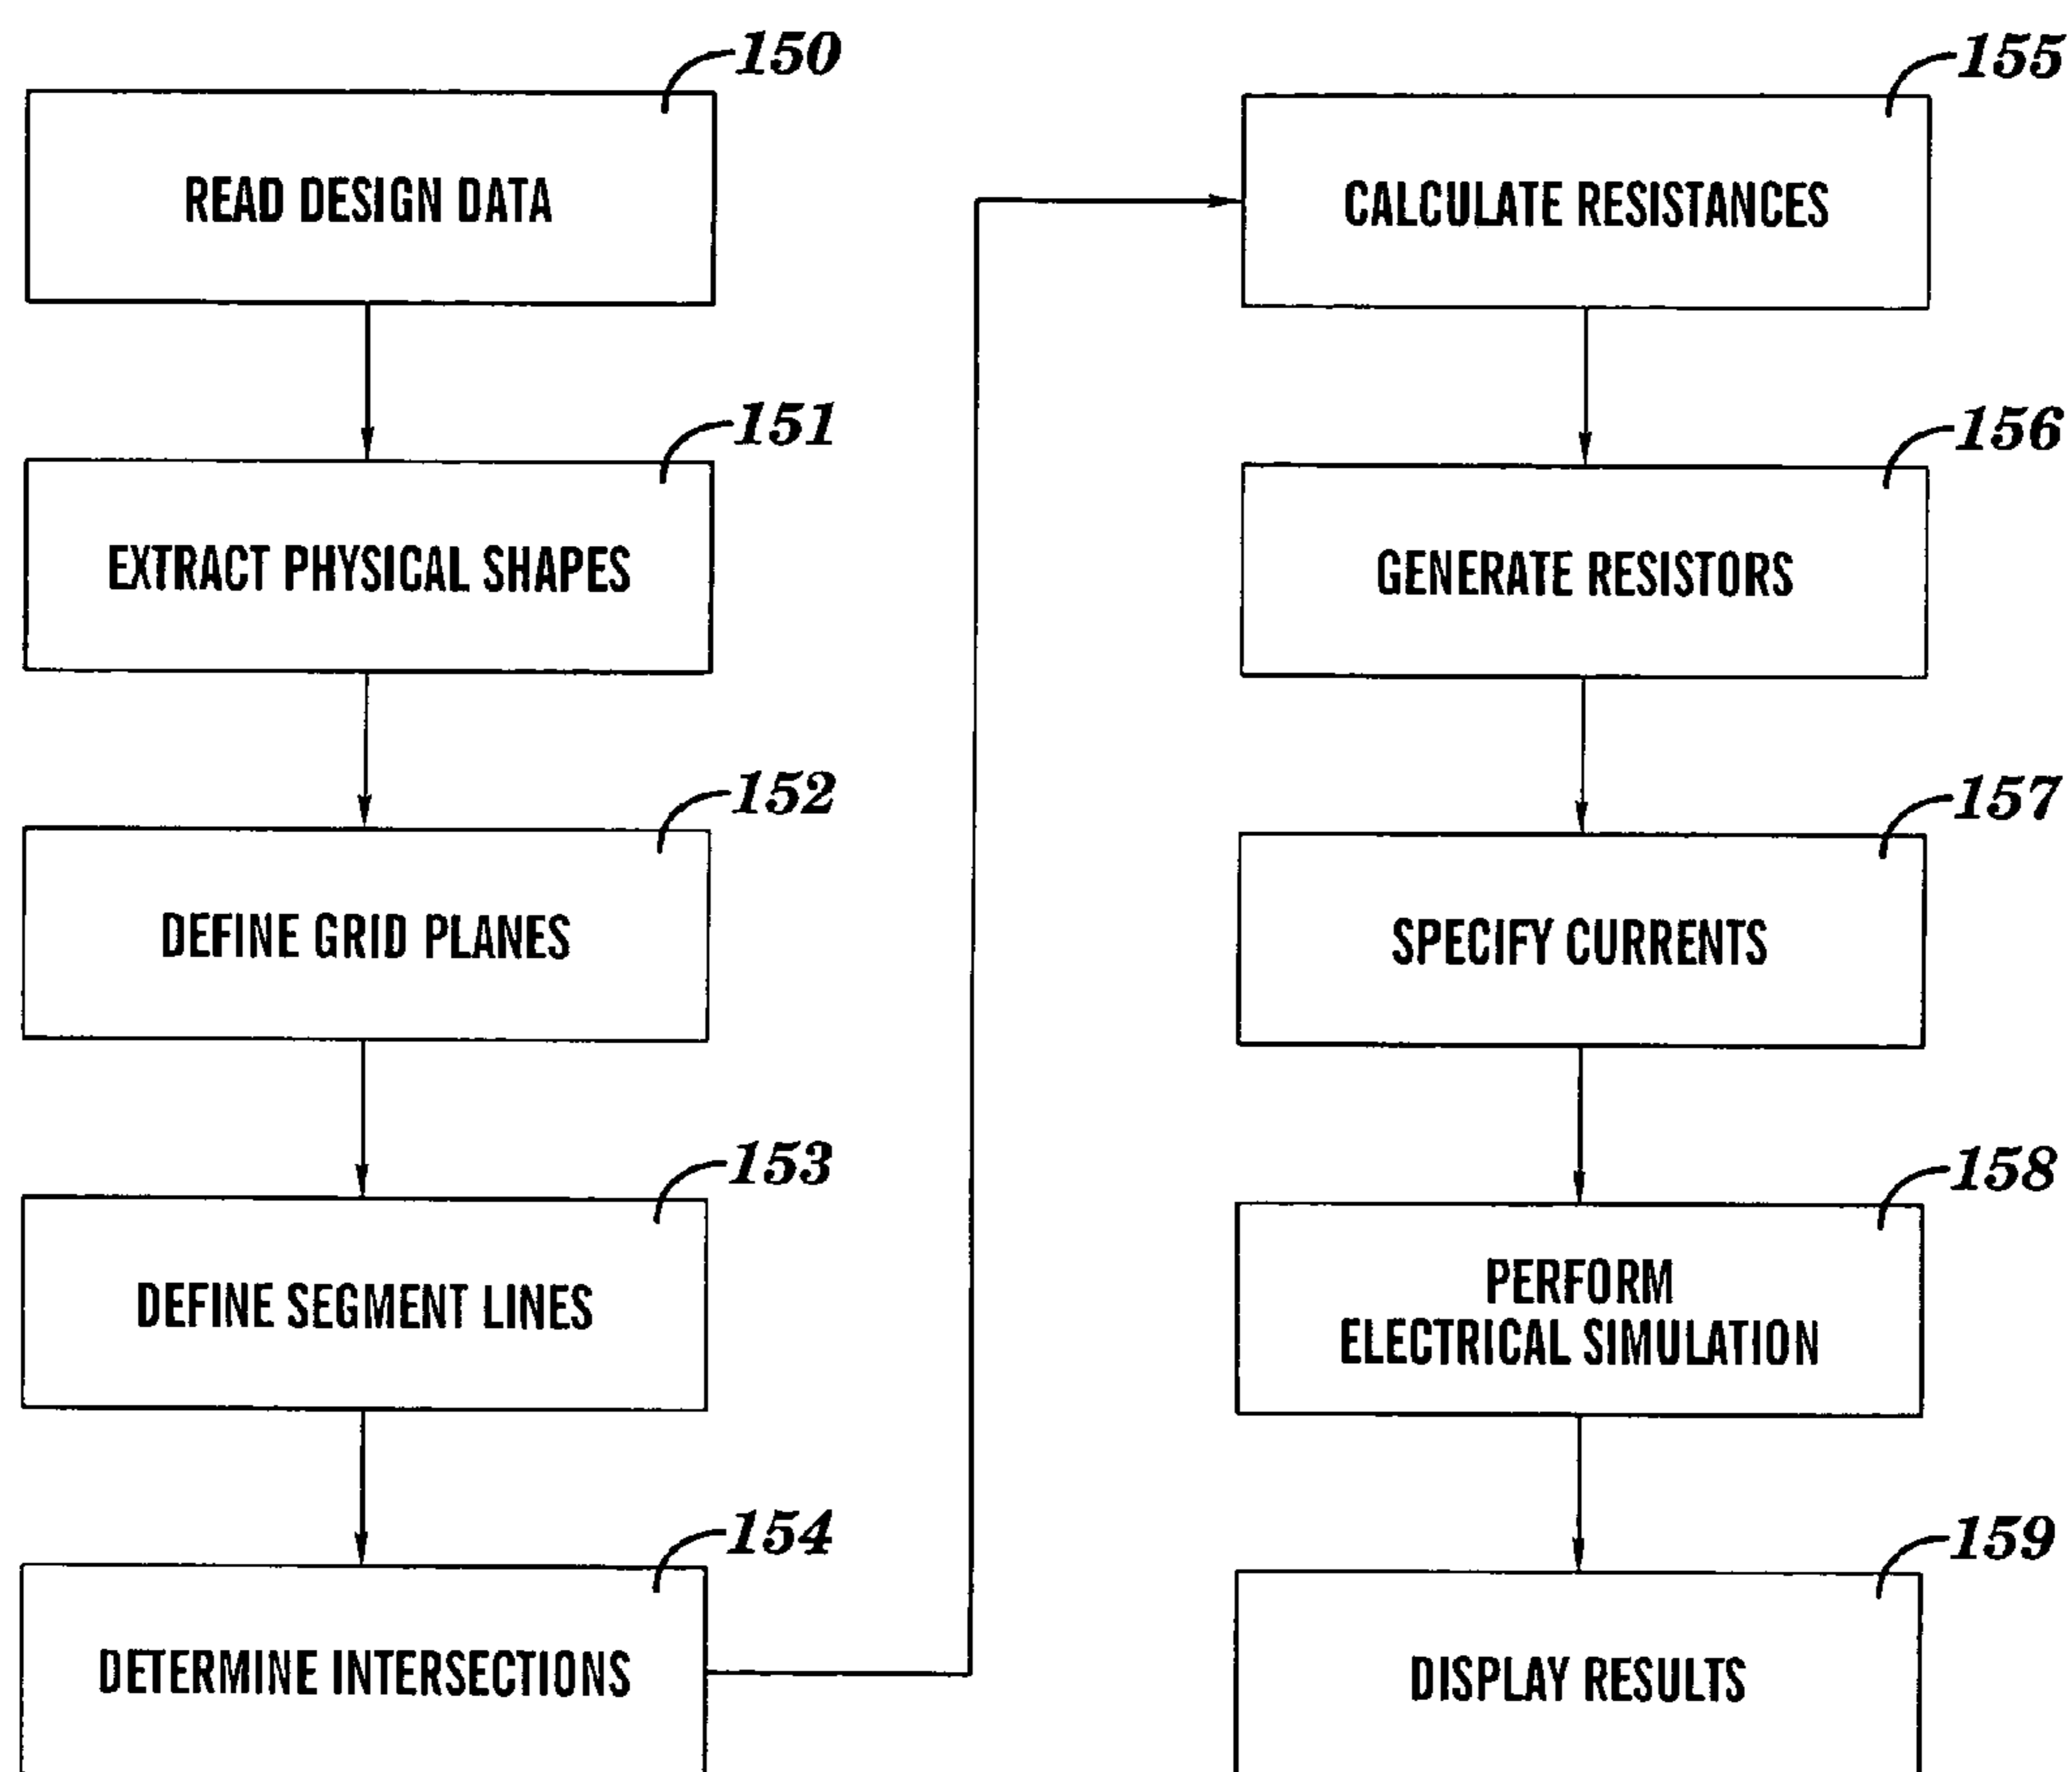 150
READ DESIGN DATA
151
EXTRACT PHYSICAL SHAPES
152
DEFINE GRID PLANES
153
DEFINE SEGMENT LINES
154
DETERMINE INTERSECTIONS
155
CALCULATE RESISTANCES
156
GENERATE RESISTORS
157
SPECIFY CURRENTS
158
PERFORM
ELECTRICAL SIMULATION
159
DISPLAY RESULTS